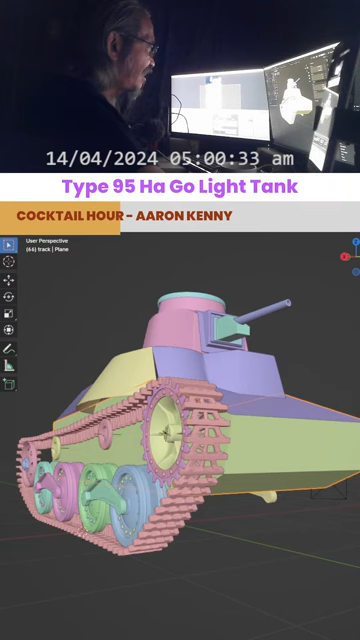 14/04/2024 05:00:33 am
Type 95 Ha Go Light Tank
COCKTAIL HOUR - AARON KENNY
User Perspective
(66) track | Plane